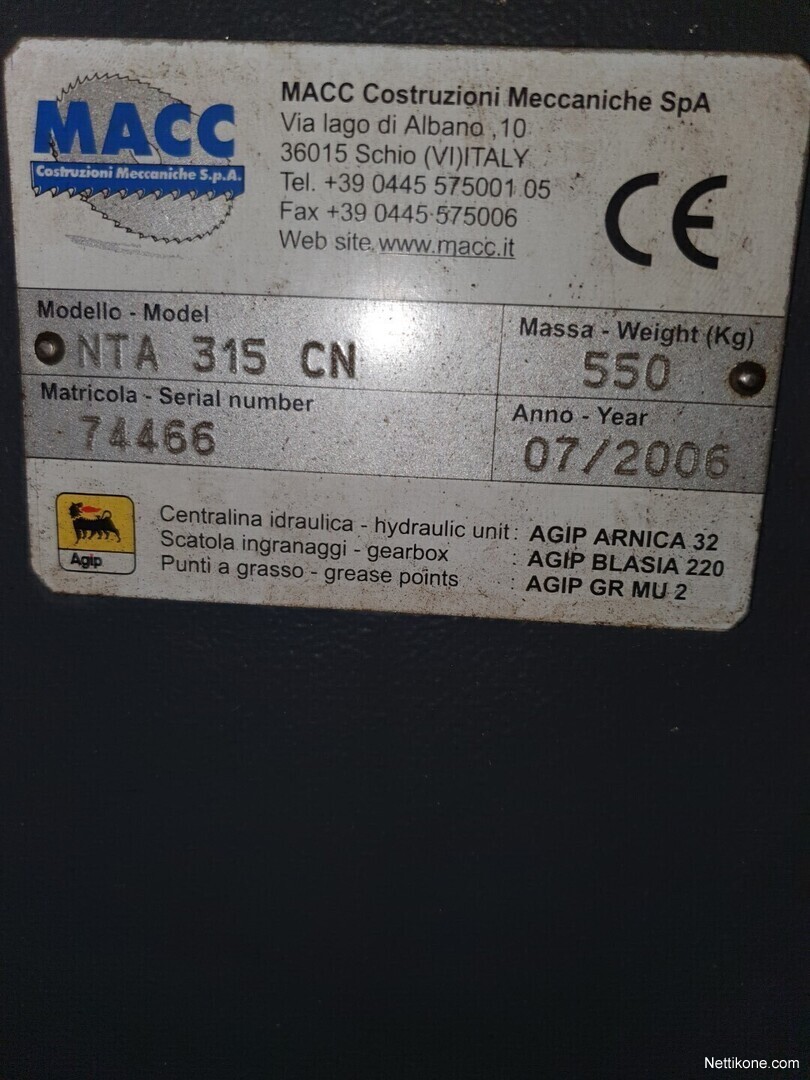 MACC
Costruzioni Meccaniche S.p.A.
MACC Costruzioni Meccaniche SpA
Via lago di Albano ,10
36015 Schio (VI)ITALY
Tel. +39 0445 575001 05
Fax +39 0445 575006
Web site www.macc.it
CE
Modello - Model
NTA 315 CN
Massa - Weight (Kg)
550
Matricola - Serial number
74466
Anno - Year
07/2006
Agip
Centralina idraulica - hydraulic unit : AGIP ARNICA 32
Scatola ingranaggi - gearbox : AGIP BLASIA 220
Punti a grasso - grease points : AGIP GR MU 2
Nettikone.com